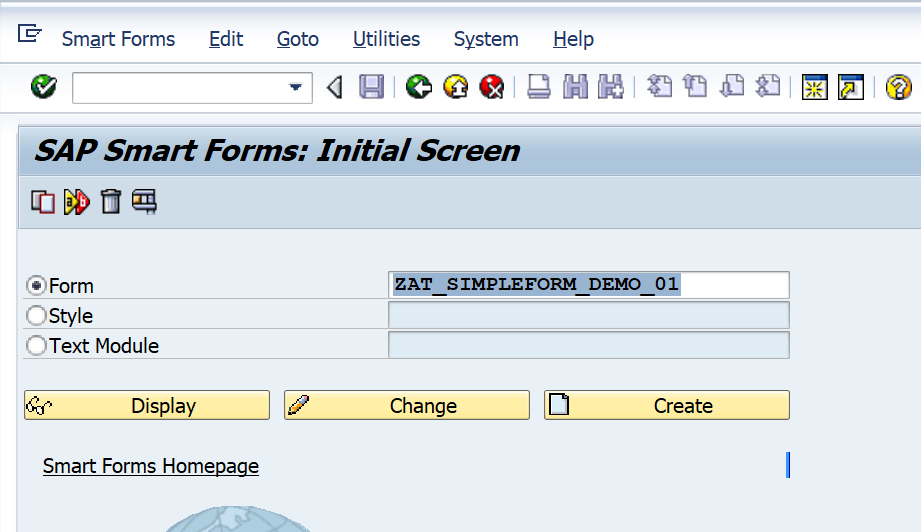 Smart Forms Edit Goto Utilities System Help
SAP Smart Forms: Initial Screen
Form ZAT_SIMPLEFORM_DEMO_01
Style
Text Module
Display Change Create
Smart Forms Homepage